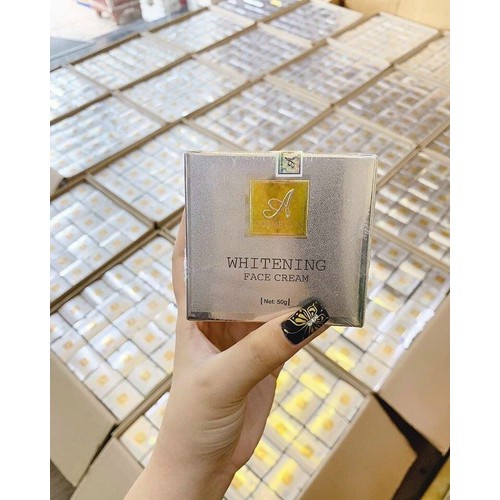 A
WHITENING
FACE CREAM
Net: 50g